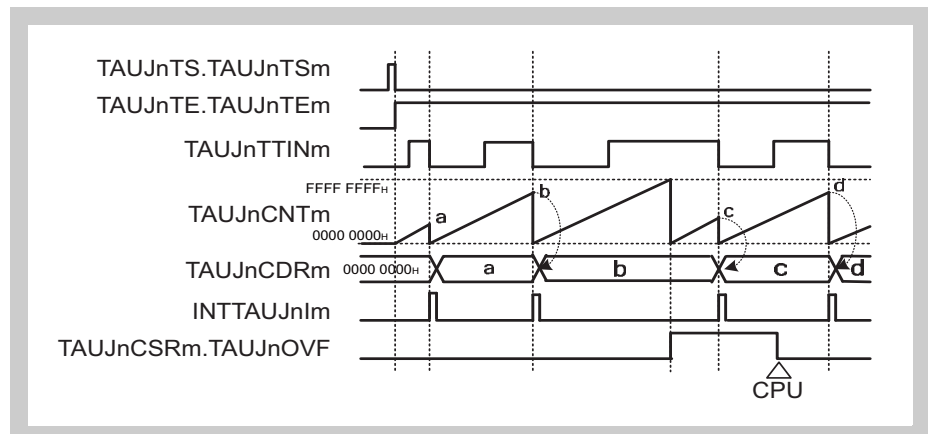 TAUJnTS.TAUJnTSm
TAUJnTE.TAUJnTEm
TAUJnTTINm
FFFF FFFFH
TAUJnCNTm
0000 0000H
a
b
c
d
TAUJnCDRm 0000 0000H a b c d
INTTAUJnIm
TAUJnCSRm.TAUJnOVF
CPU